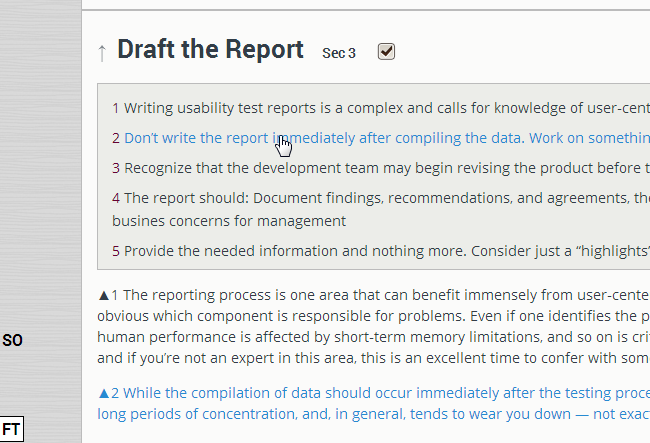 ↑ Draft the Report Sec 3
1 Writing usability test reports is a complex and calls for knowledge of user-cent
2 Don't write the report immediately after compiling the data. Work on somethin
3 Recognize that the development team may begin revising the product before t
4 The report should: Document findings, recommendations, and agreements, the
busines concerns for management
5 Provide the needed information and nothing more. Consider just a “highlights”
▲1 The reporting process is one area that can benefit immensely from user-cente
obvious which component is responsible for problems. Even if one identifies the p
human performance is affected by short-term memory limitations, and so on is cri
and if you're not an expert in this area, this is an excellent time to confer with som
▲2 While the compilation of data should occur immediately after the testing proce
long periods of concentration, and, in general, tends to wear you down — not exac
SO
FT